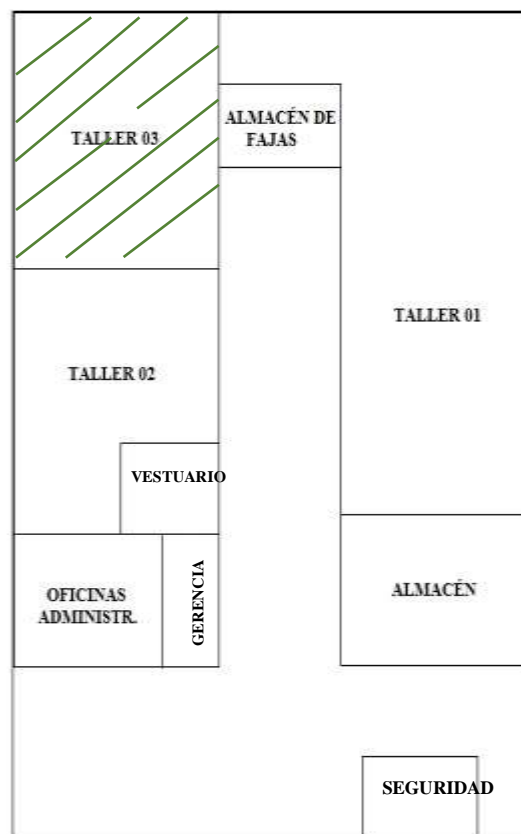 ALMACÉN DE
FAJAS
TALLER 03
TALLER 01
TALLER 02
VESTUARIO
OFICINAS
ADMINISTR.
GERENCIA
ALMACÉN
SEGURIDAD